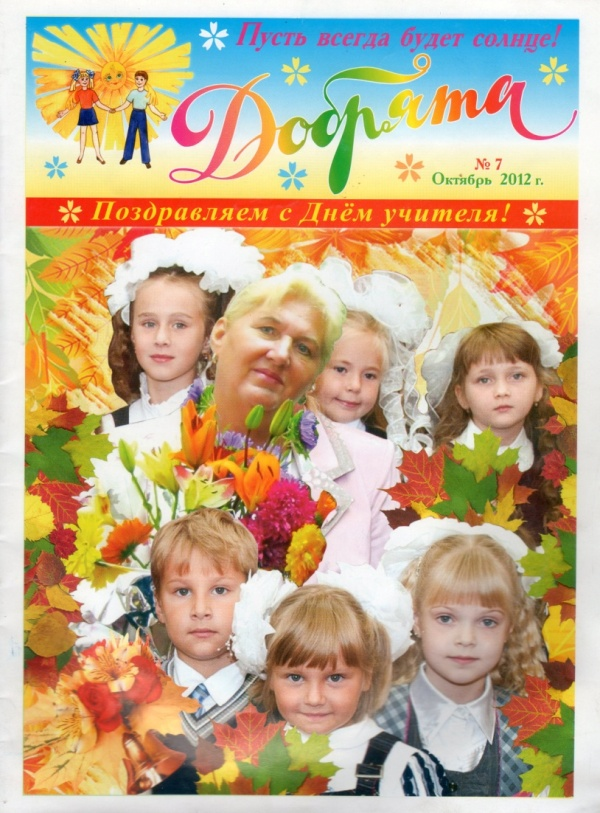 Пусть всегда будет солнце!
Добрята
№ 7
Октябрь 2012 г.
Поздравляем с Днём учителя!